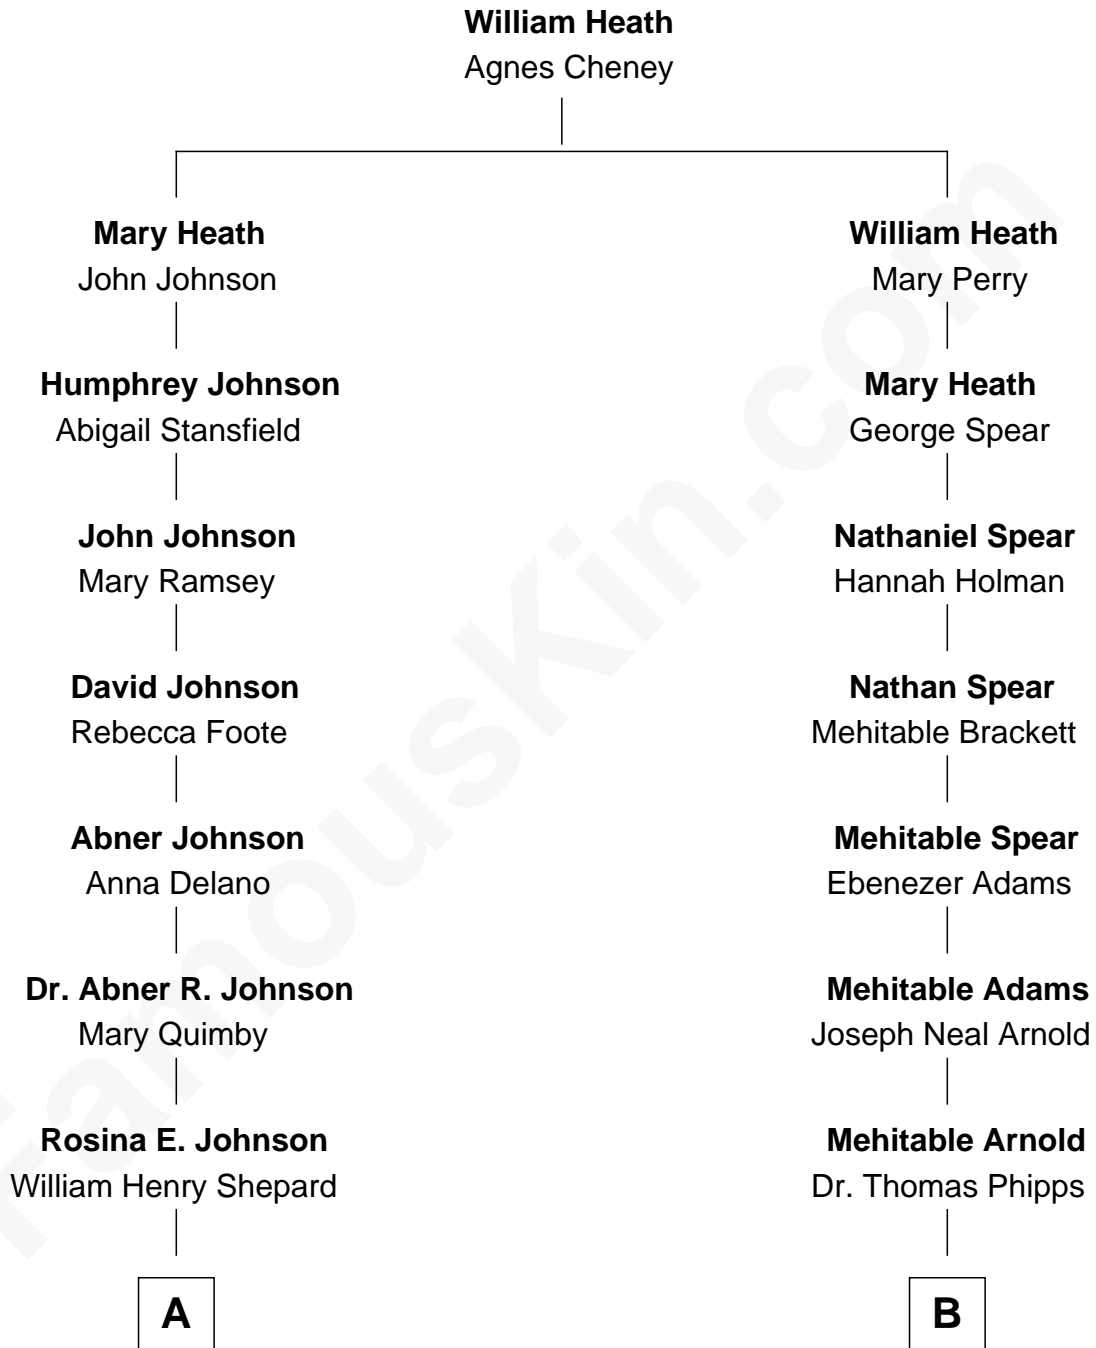 William Heath
Agnes Cheney
Mary Heath
John Johnson
William Heath
Mary Perry
Humphrey Johnson
Abigail Stansfield
Mary Heath
George Spear
John Johnson
Mary Ramsey
Nathaniel Spear
Hannah Holman
David Johnson
Rebecca Foote
Nathan Spear
Mehitable Brackett
Abner Johnson
Anna Delano
Mehitable Spear
Ebenezer Adams
Dr. Abner R. Johnson
Mary Quimby
Mehitable Adams
Joseph Neal Arnold
Rosina E. Johnson
William Henry Shepard
Mehitable Arnold
Dr. Thomas Phipps
A
B
FamousKin.com